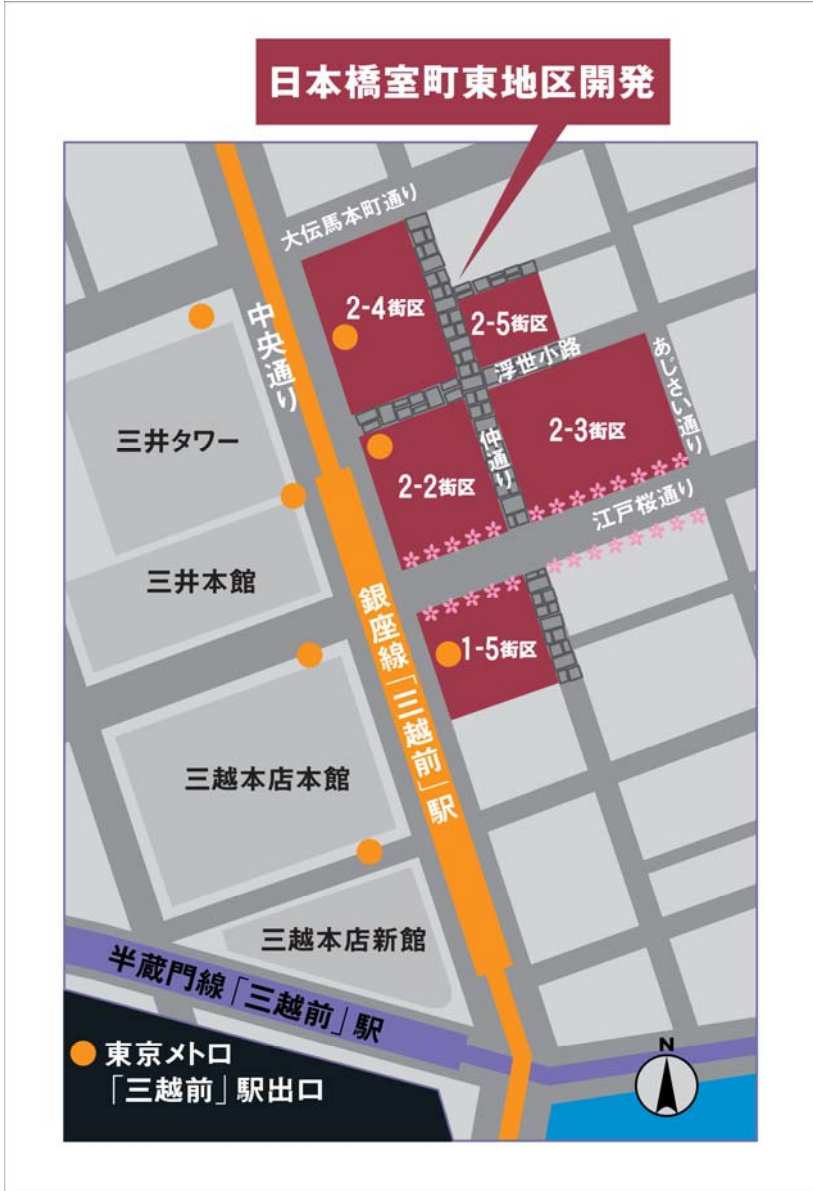 日本橋室町東地区開発
大伝馬本町通り
2-4街区
2-5街区
中央通り
浮世小路
あじさい通り
三井タワー
2-3街区
仲通り
2-2街区
江戸桜通り
三井本館
銀座線「三越前」駅
1-5街区
三越本店本館
三越本店新館
半蔵門線「三越前」駅
東京メトロ
「三越前」駅出口
N